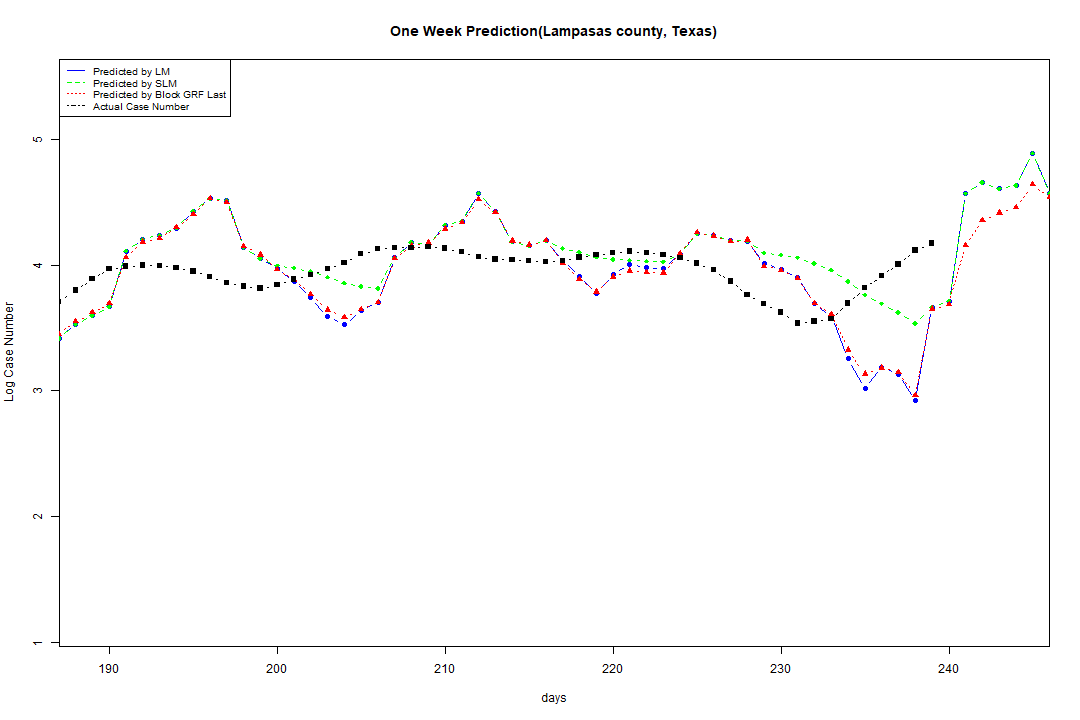 One Week Prediction(Lampasas county, Texas)
Predicted by LM
Predicted by SLM
Predicted by Block GRF Last
Actual Case Number
5
4
3
2
1
Log Case Number
190 200 210 220 230 240
days